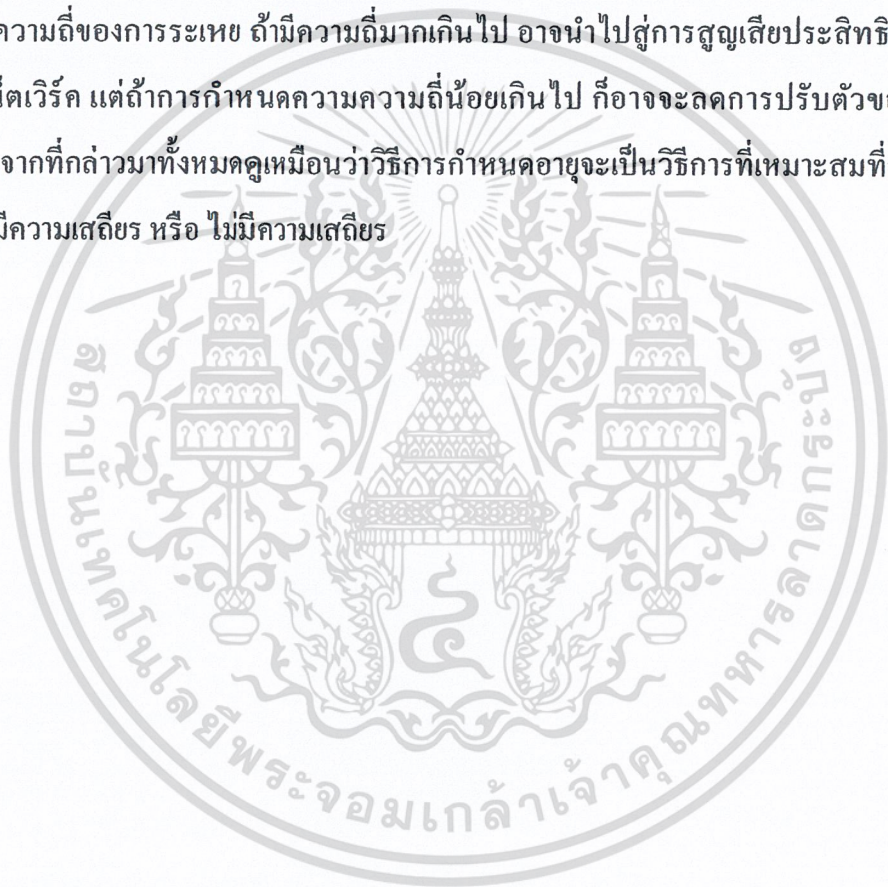 ความถี่ของการระเหย ถ้ามีความถี่มากเกินไป อาจนำไปสู่การสูญเสียประสิทธิ
น็ตเวิร์ค แต่ถ้าการกำหนดความความถี่น้อยเกินไป ก็อาจจะลดการปรับตัวขอ
จากที่กล่าวมาทั้งหมดดูเหมือนว่าวิธีการกำหนดอายุจะเป็นวิธีการที่เหมาะสมที่
มีความเสถียร หรือ ไม่มีความเสถียร
สถาบันเทคโนโลยีพระจอมเกล้าเจ้าคุณทหารลาดกระบัง